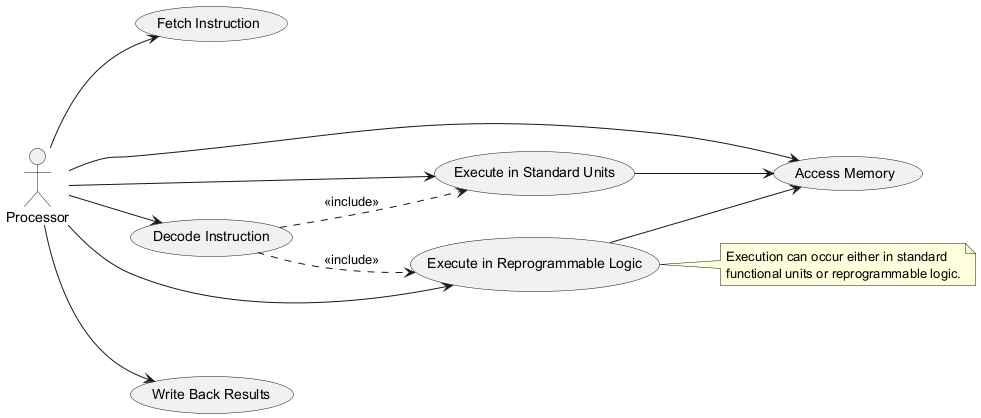 Fetch Instruction
Processor
Execute in Standard Units
Access Memory
«include»
Decode Instruction
«include»
Execute in Reprogrammable Logic
Execution can occur either in standard
functional units or reprogrammable logic.
Write Back Results